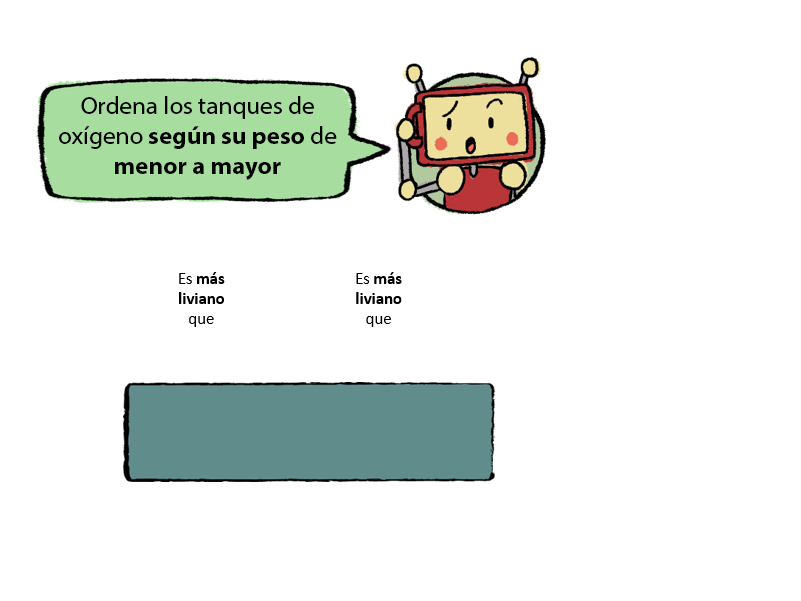 Ordena los tanques de
oxígeno según su peso de
menor a mayor
Es más
liviano
que
Es más
liviano
que